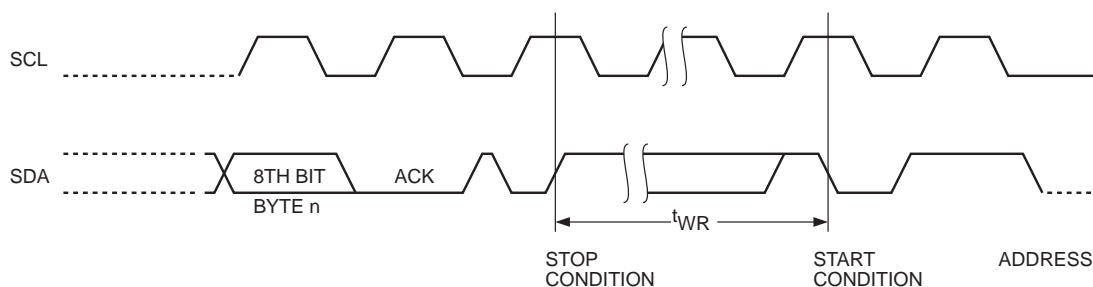 SCL
SDA
8TH BIT
ACK
BYTE n
tWR
STOP
CONDITION
START
CONDITION
ADDRESS